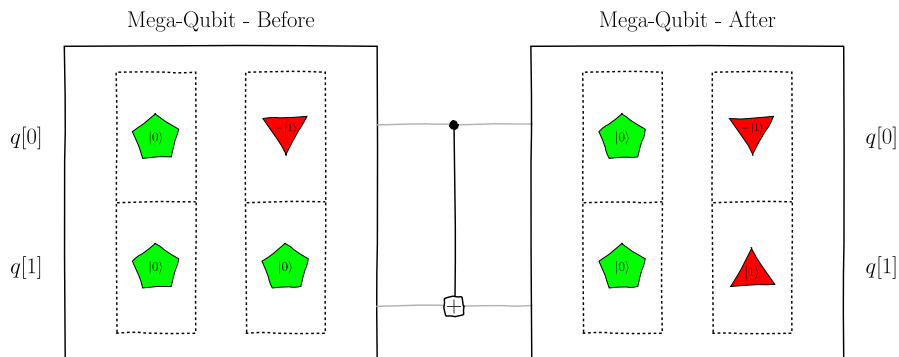 Mega-Qubit - Before
Mega-Qubit - After
q[0]
|0⟩
−|1⟩
|0⟩
−|1⟩
q[0]
q[1]
|0⟩
|0⟩
|0⟩
|1⟩
q[1]
+